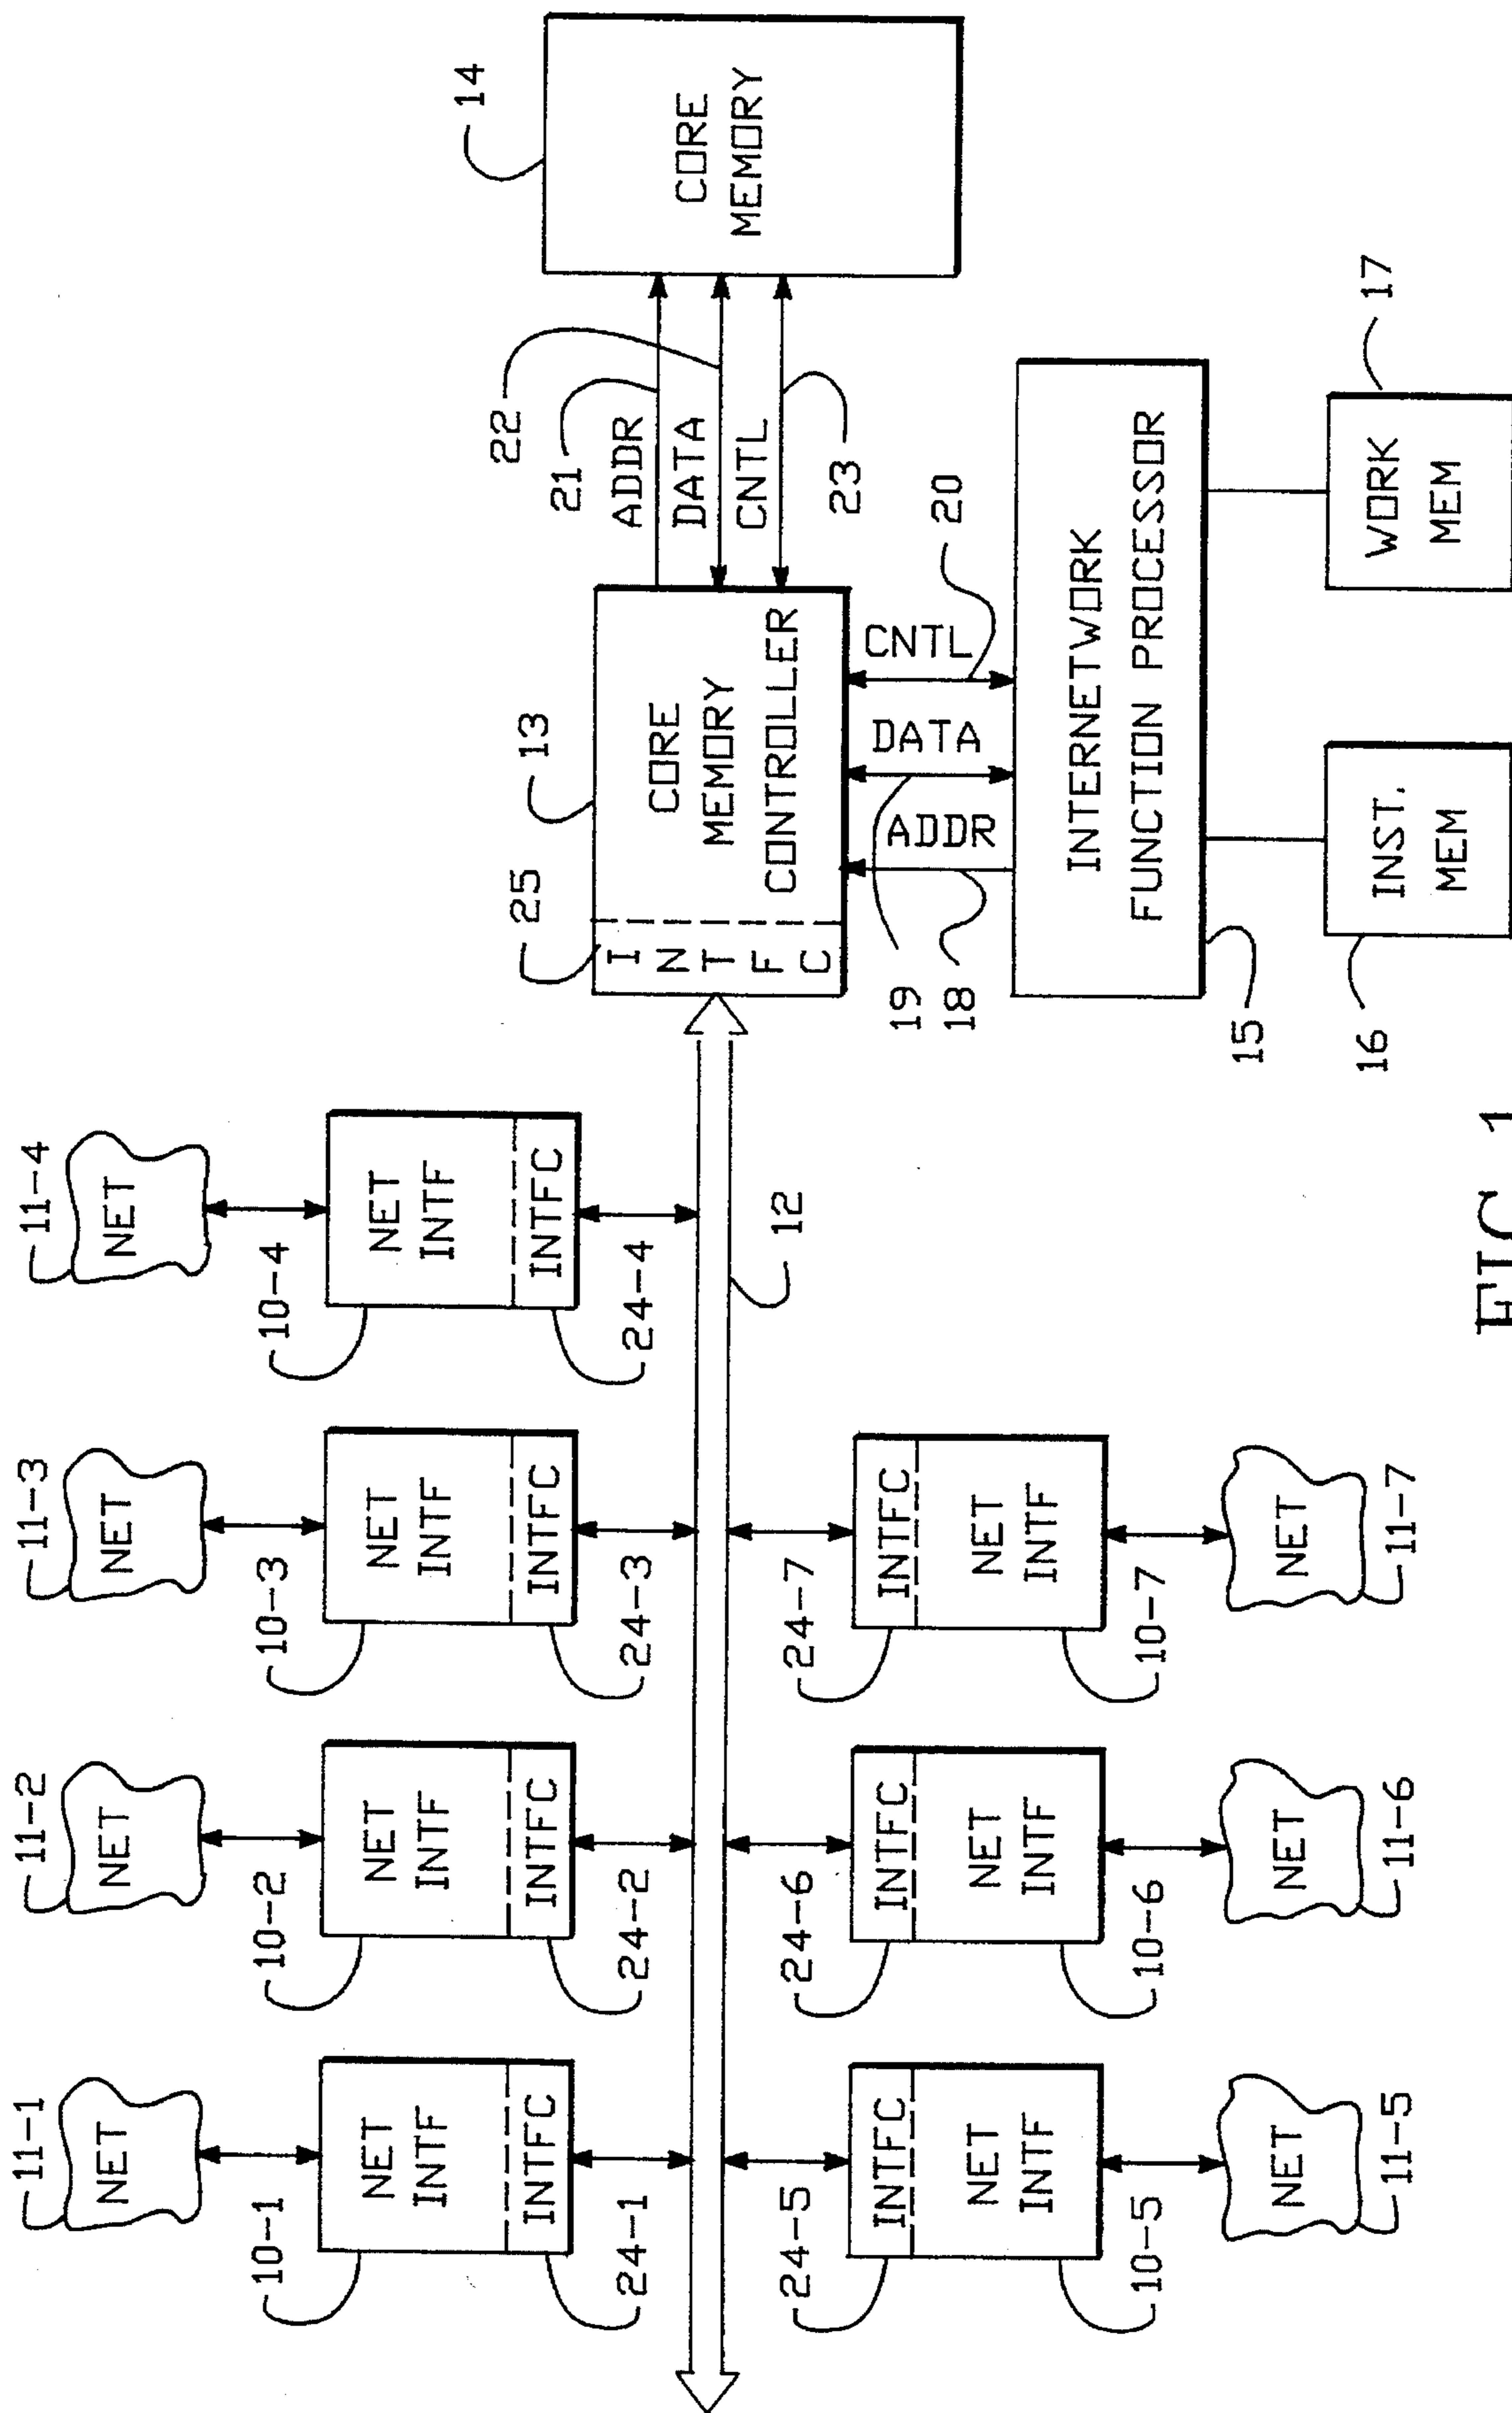 11-1
11-2
11-3
11-4
NET
NET
NET
NET
10-1
10-2
10-3
10-4
NET
INTF
INTFC
NET
INTF
INTFC
NET
INTF
INTFC
NET
INTF
INTFC
24-1
24-2
24-3
24-4
12
24-5
24-6
24-7
INTFC
NET
INTF
INTFC
NET
INTF
INTFC
NET
INTF
10-5
10-6
10-7
NET
NET
NET
11-5
11-6
11-7
25
13
INTFC
CORE
MEMORY
CONTROLLER
21
22
ADDR
DATA
CNTL
23
14
CORE
MEMORY
19
18
ADDR
DATA
CNTL
20
15
INTERNETWORK
FUNCTION PROCESSOR
16
INST.
MEM
WORK
MEM
17
FIG. 1